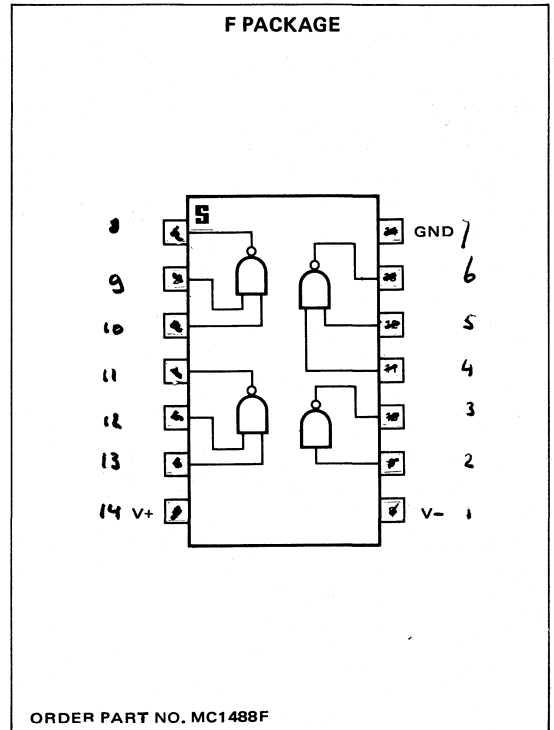 F PACKAGE
S
8 GND 7
9 6
10 5
11 4
12 3
13 2
14 V+ V- 1
ORDER PART NO. MC1488F